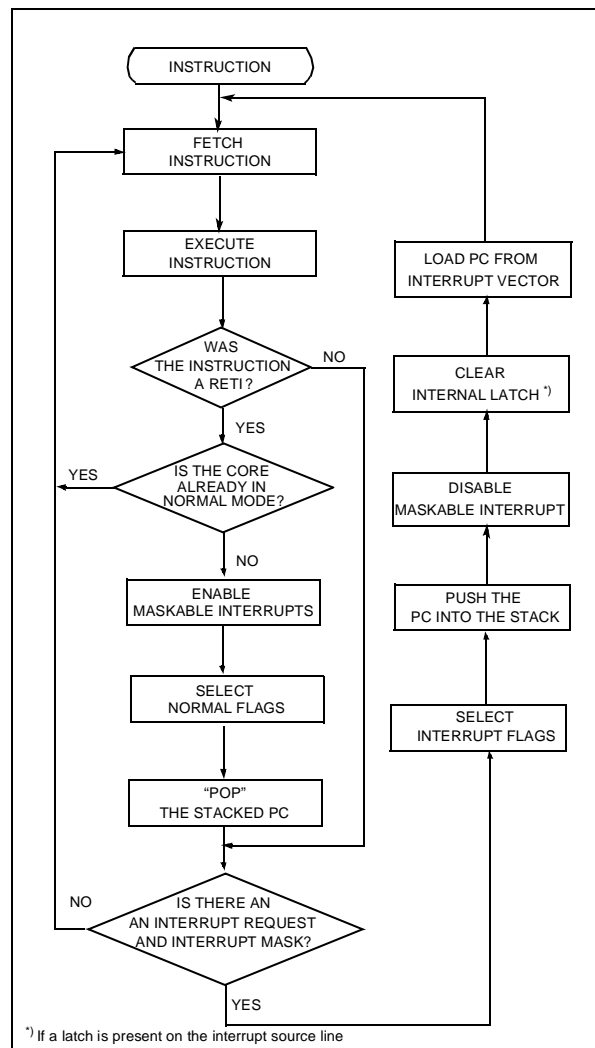 INSTRUCTION
FETCH
INSTRUCTION
EXECUTE
INSTRUCTION
WAS
THE INSTRUCTION
A RETI ?
NO
YES
IS THE CORE
ALREADY IN
NORMAL MODE?
YES
NO
ENABLE
MASKABLE INTERRUPTS
SELECT
NORMAL FLAGS
“POP”
THE STACKED PC
IS THERE AN
AN INTERRUPT REQUEST
AND INTERRUPT MASK?
NO
YES
SELECT
INTERRUPT FLAGS
PUSH THE
PC INTO THE STACK
DISABLE
MASKABLE INTERRUPT
CLEAR
INTERNAL LATCH *)
LOAD PC FROM
INTERRUPT VECTOR
*) If a latch is present on the interrupt source line